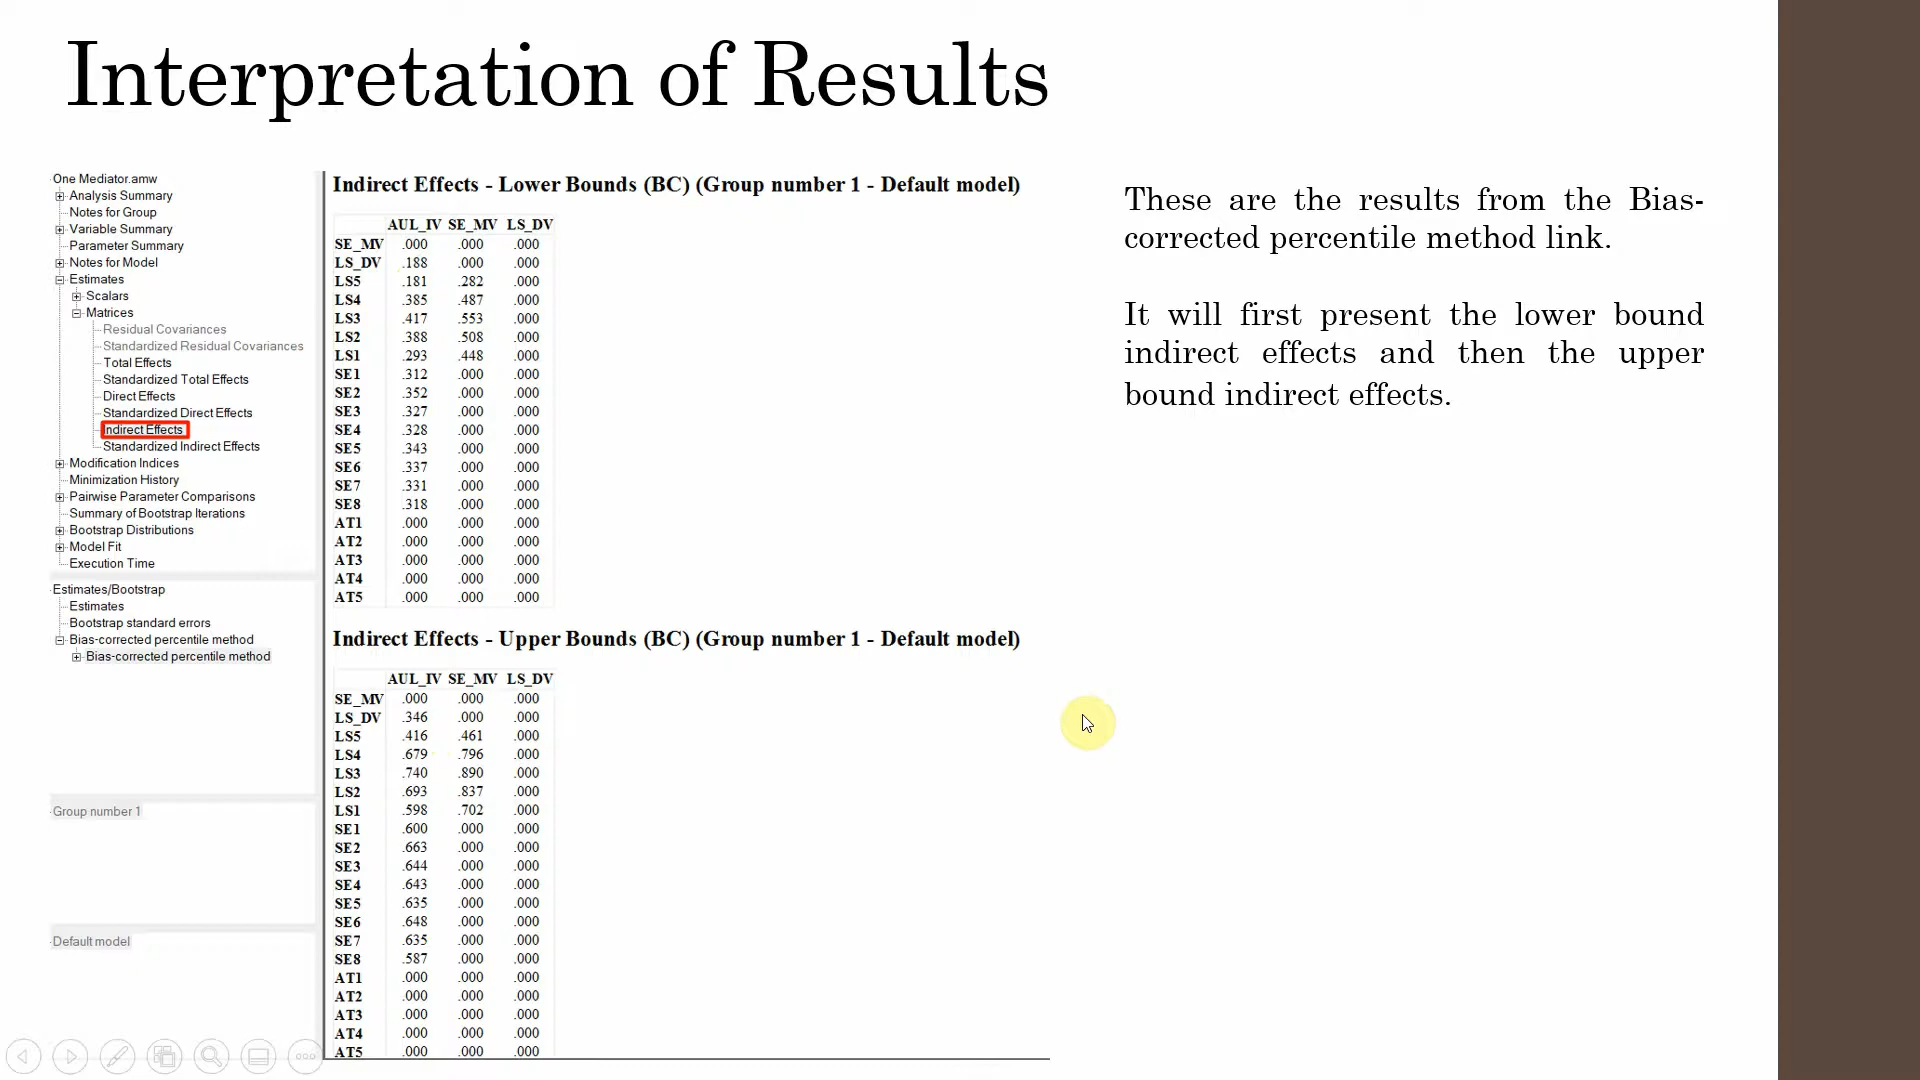 Interpretation of Results
One Mediator.amw
Analysis Summary
Notes for Group
Variable Summary
Parameter Summary
Notes for Model
Estimates
Scalars
Matrices
Residual Covariances
Standardized Residual Covariances
Total Effects
Standardized Total Effects
Direct Effects
Standardized Direct Effects
Indirect Effects
Standardized Indirect Effects
Modification Indices
Minimization History
Pairwise Parameter Comparisons
Summary of Bootstrap Iterations
Bootstrap Distributions
Model Fit
Execution Time
Estimates/Bootstrap
Estimates
Bootstrap standard errors
Bias-corrected percentile method
Bias-corrected percentile method
Group number 1
Default model
Indirect Effects - Lower Bounds (BC) (Group number 1 - Default model)
AUL_IV SE_MV LS_DV
SE_MV .000 .000 .000
LS_DV .188 .000 .000
LS5 .181 .282 .000
LS4 .385 .487 .000
LS3 .417 .553 .000
LS2 .388 .508 .000
LS1 .293 .448 .000
SE1 .312 .000 .000
SE2 .352 .000 .000
SE3 .327 .000 .000
SE4 .328 .000 .000
SE5 .343 .000 .000
SE6 .337 .000 .000
SE7 .331 .000 .000
SE8 .318 .000 .000
AT1 .000 .000 .000
AT2 .000 .000 .000
AT3 .000 .000 .000
AT4 .000 .000 .000
AT5 .000 .000 .000
Indirect Effects - Upper Bounds (BC) (Group number 1 - Default model)
AUL_IV SE_MV LS_DV
SE_MV .000 .000 .000
LS_DV .346 .000 .000
LS5 .416 .461 .000
LS4 .679 .796 .000
LS3 .740 .890 .000
LS2 .693 .837 .000
LS1 .598 .702 .000
SE1 .600 .000 .000
SE2 .663 .000 .000
SE3 .644 .000 .000
SE4 .643 .000 .000
SE5 .635 .000 .000
SE6 .648 .000 .000
SE7 .635 .000 .000
SE8 .587 .000 .000
AT1 .000 .000 .000
AT2 .000 .000 .000
AT3 .000 .000 .000
AT4 .000 .000 .000
AT5 .000 .000 .000
These are the results from the Bias-
corrected percentile method link.
It will first present the lower bound
indirect effects and then the upper
bound indirect effects.